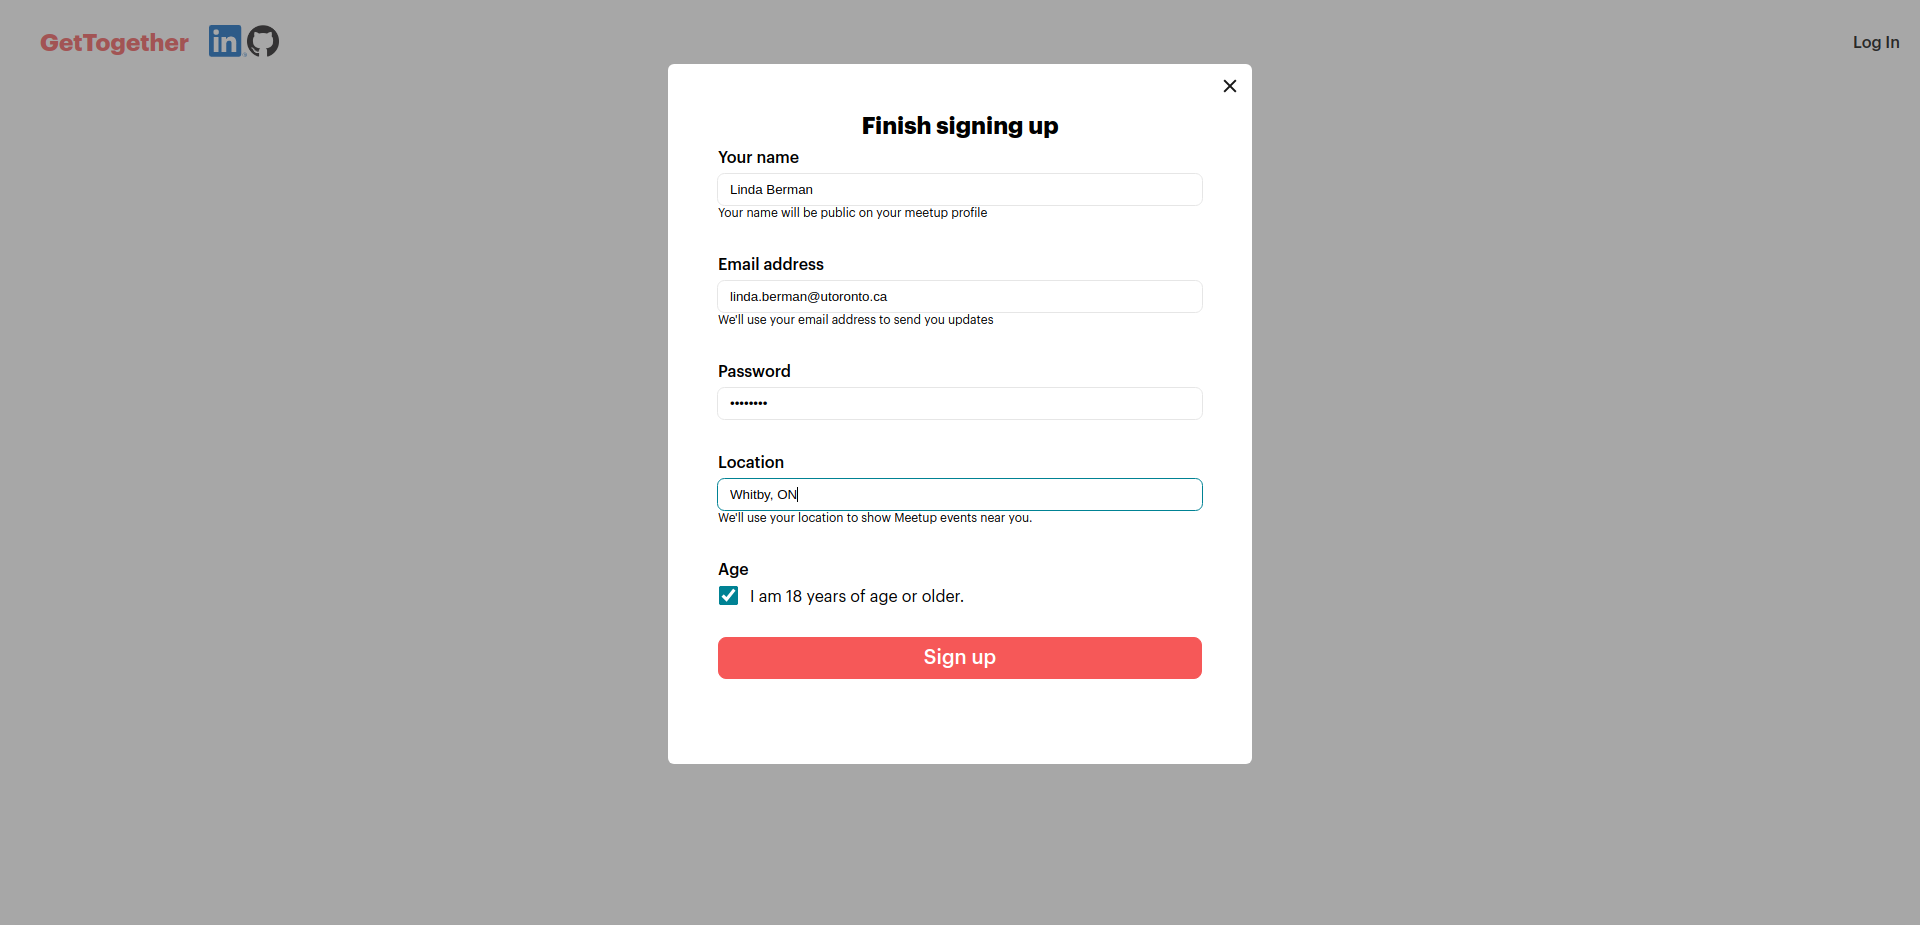 GetTogether
in
Log In
Finish signing up
Your name
Linda Berman
Your name will be public on your meetup profile
Email address
linda.berman@utoronto.ca
We'll use your email address to send you updates
Password
••••••••
Location
Whitby, ON
We'll use your location to show Meetup events near you.
Age
I am 18 years of age or older.
Sign up